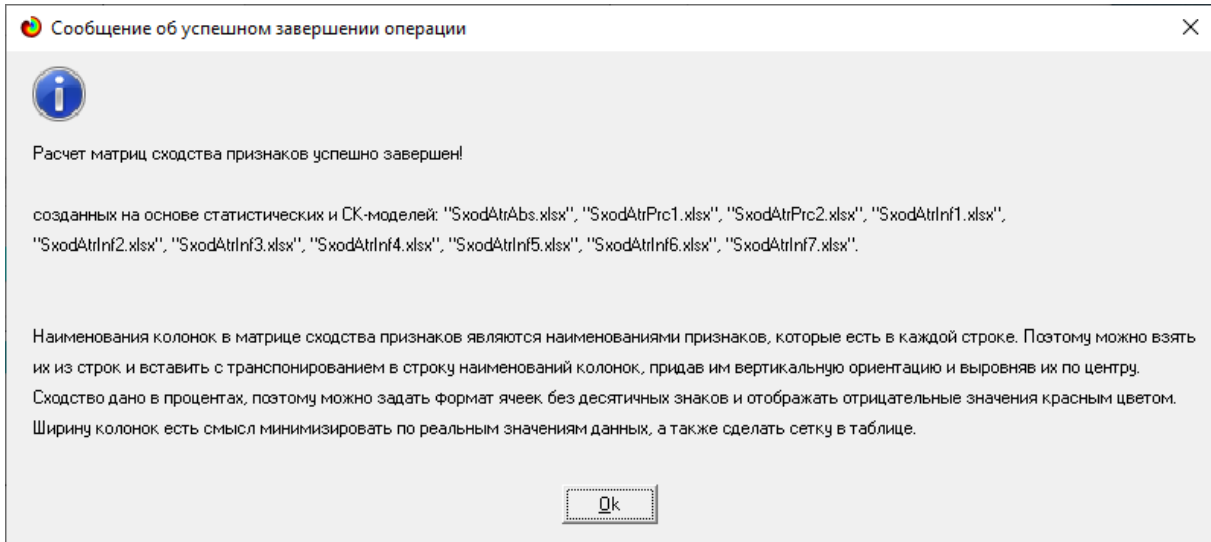 Сообщение об успешном завершении операции
Расчет матриц сходства признаков успешно завершен!
созданных на основе статистических и СК-моделей: "SxodAtrAbs.xlsx", "SxodAtrPrc1.xlsx", "SxodAtrPrc2.xlsx", "SxodAtrInf1.xlsx",
"SxodAtrInf2.xlsx", "SxodAtrInf3.xlsx", "SxodAtrInf4.xlsx", "SxodAtrInf5.xlsx", "SxodAtrInf6.xlsx", "SxodAtrInf7.xlsx".
Наименования колонок в матрице сходства признаков являются наименованиями признаков, которые есть в каждой строке. Поэтому можно взять
их из строк и вставить с транспонированием в строку наименований колонок, придав им вертикальную ориентацию и выровняв их по центру.
Сходство дано в процентах, поэтому можно задать формат ячеек без десятичных знаков и отображать отрицательные значения красным цветом.
Ширину колонок есть смысл минимизировать по реальным значениям данных, а также сделать сетку в таблице.
Ok